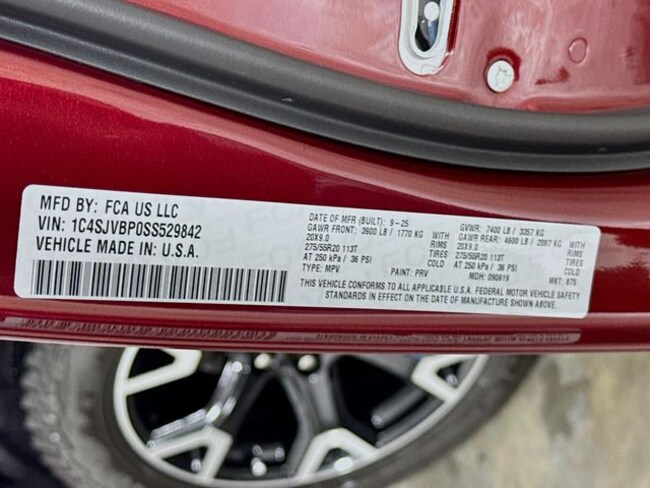 MFD BY: FCA US LLC
VIN: 1C4SJVBP0SS529842
VEHICLE MADE IN: U.S.A.
DATE OF MFR (BUILT): 9-25
GAWR FRONT: 3900 LB / 1770 KG WITH
20X9.0 RIMS
275/55R20 113T TIRES
AT 250 kPa / 36 PSI COLD
TYPE: MPV PAINT: PRV
GVWR: 7400 LB / 3357 KG
GAWR REAR: 4600 LB / 2087 KG WITH
20X9.0 RIMS
275/55R20 113T TIRES
AT 250 kPa / 36 PSI COLD
MDH: 090619 MKT: 875
THIS VEHICLE CONFORMS TO ALL APPLICABLE U.S.A. FEDERAL MOTOR VEHICLE SAFETY
STANDARDS IN EFFECT ON THE DATE OF MANUFACTURE SHOWN ABOVE.